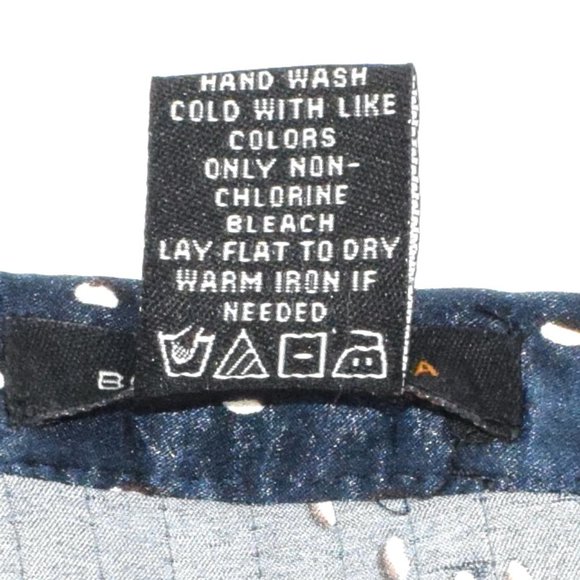 HAND WASH
COLD WITH LIKE
COLORS
ONLY NON-
CHLORINE
BLEACH
LAY FLAT TO DRY
WARM IRON IF
NEEDED